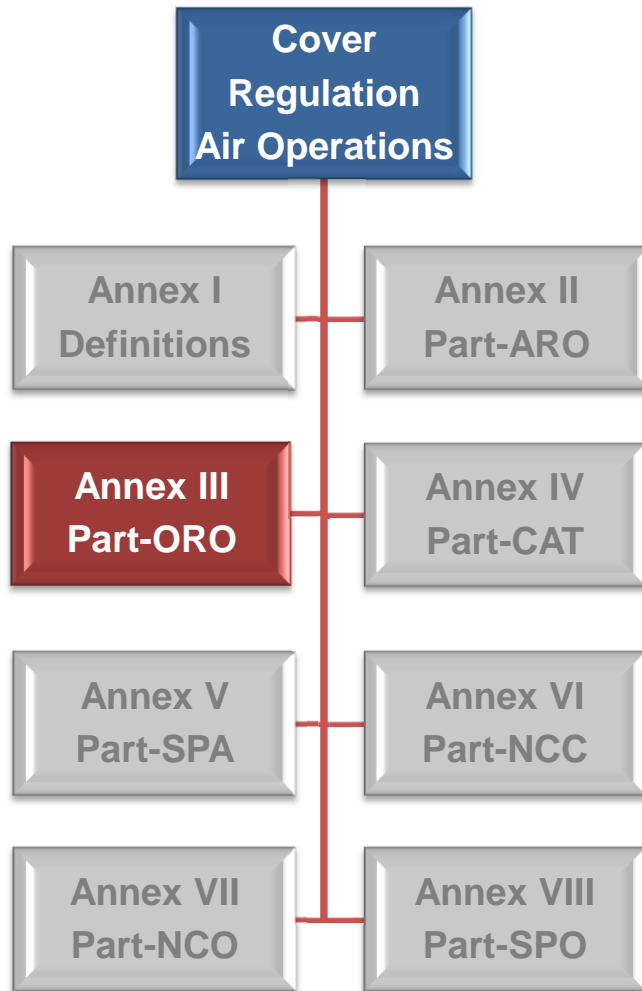 Cover
Regulation
Air Operations
Annex I
Definitions
Annex II
Part-ARO
Annex III
Part-ORO
Annex IV
Part-CAT
Annex V
Part-SPA
Annex VI
Part-NCC
Annex VII
Part-NCO
Annex VIII
Part-SPO